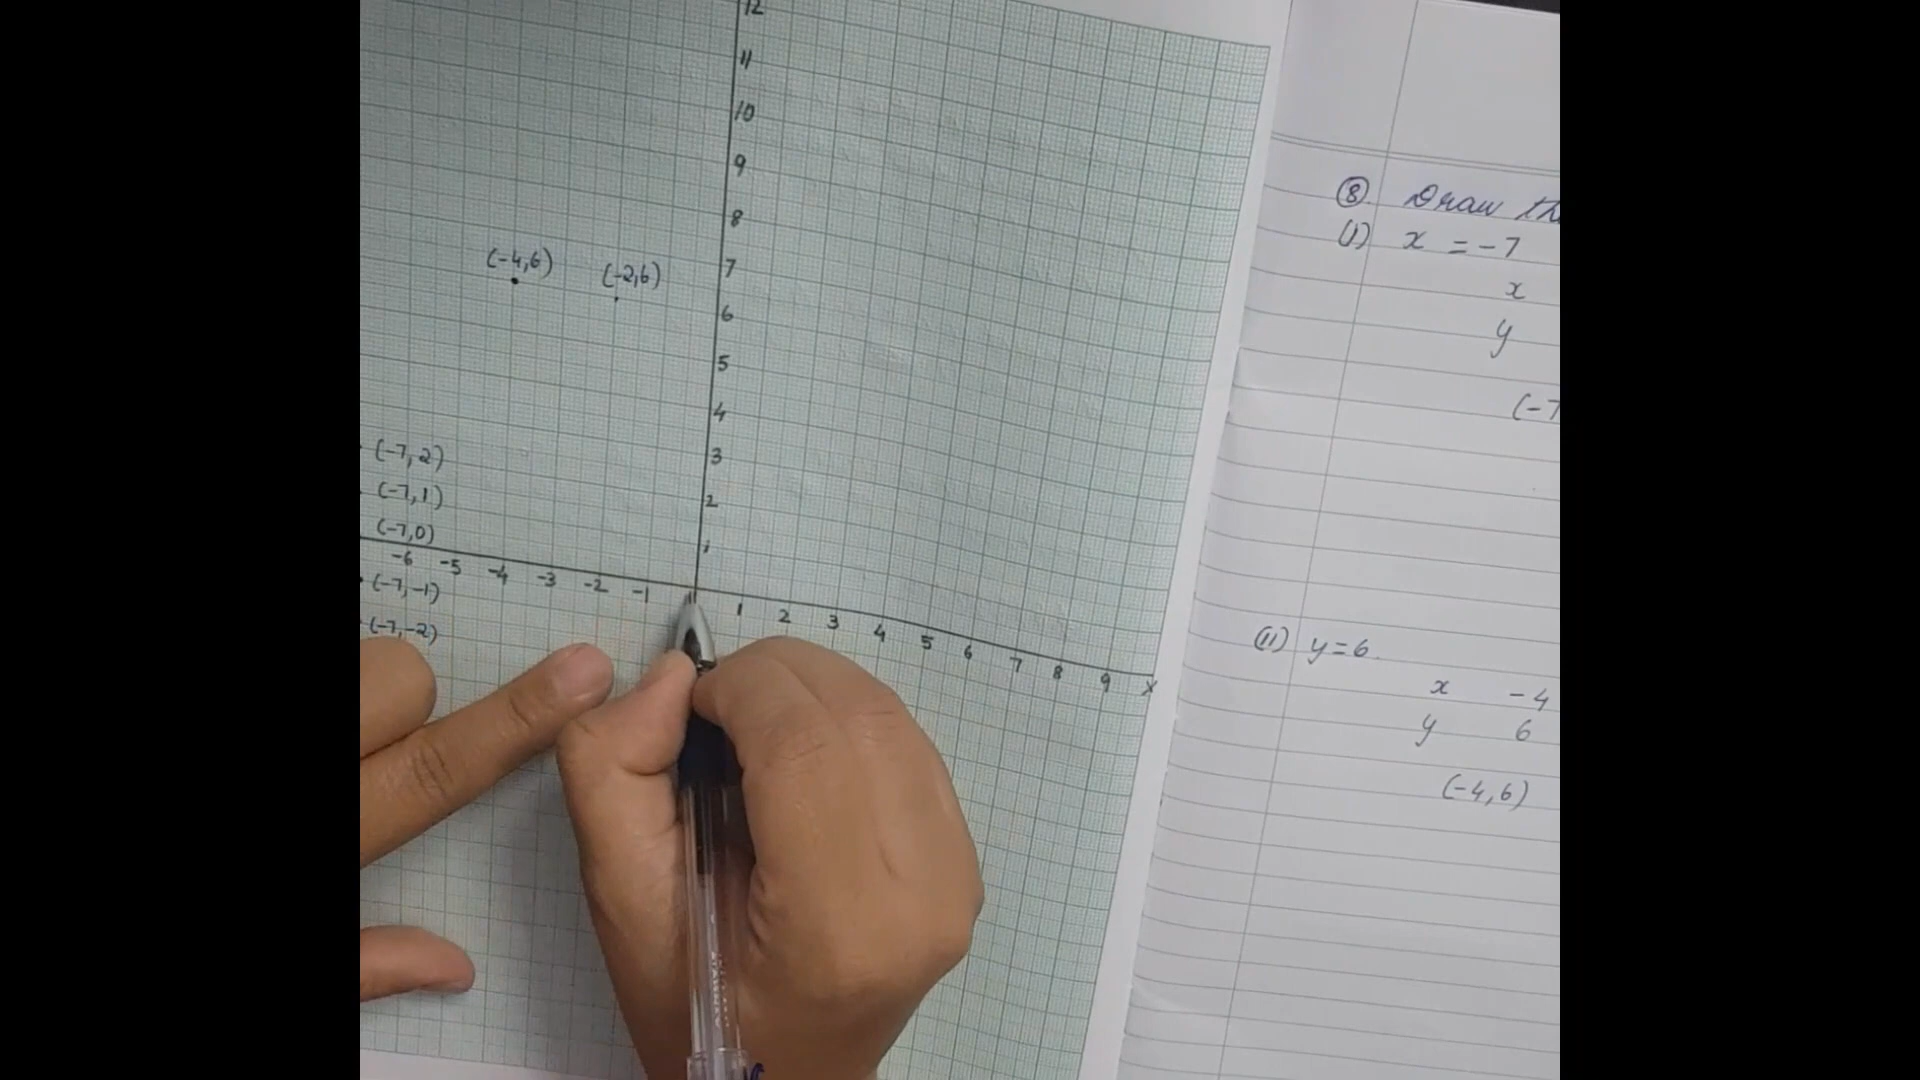 12
11
10
9
8
7
6
5
4
3
2
1
(-4,6) (-2,6)
(-7,2)
(-7,1)
(-7,0)
-6 -5 -4 -3 -2 -1 1 2 3 4 5 6 7 8 9 X
(-7,-1)
(-7,-2)
⑧ Draw th
(I) x = -7
x
y
(-7
(II) y=6.
x -4
y 6
(-4,6)